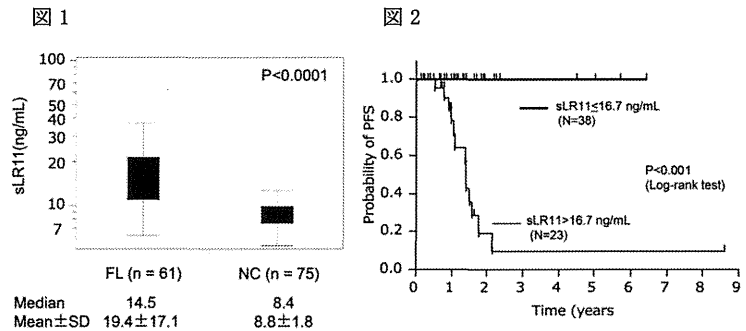 図1
100
70
50
40
30
20
10
7
sLR11(ng/mL)
P<0.0001
FL (n = 61) NC (n = 75)
Median 14.5 8.4
Mean±SD 19.4±17.1 8.8±1.8
図2
1.0
0.8
0.6
0.4
0.2
0.0
Probability of PFS
sLR11≤16.7 ng/mL
(N=38)
P<0.001
(Log-rank test)
sLR11>16.7 ng/mL
(N=23)
0 1 2 3 4 5 6 7 8 9
Time (years